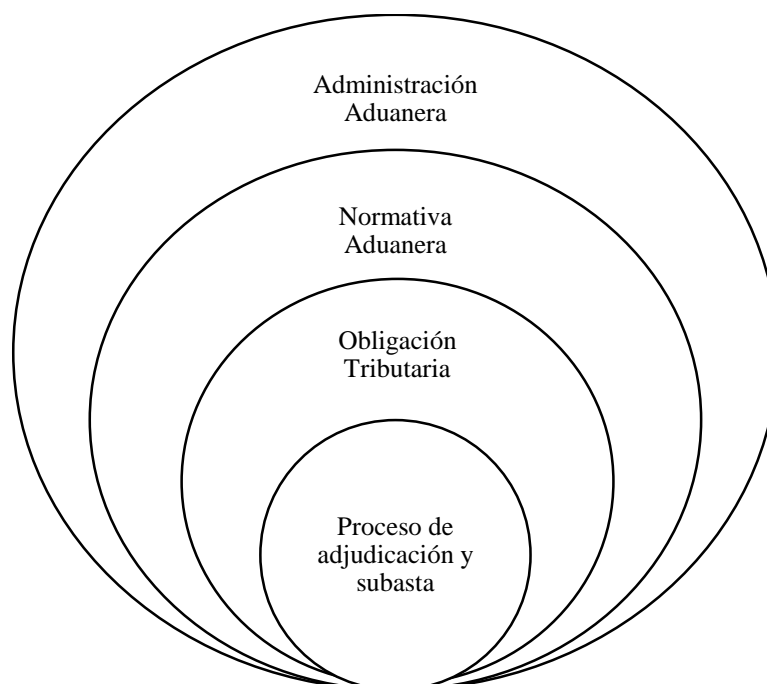 Administración
Aduanera
Normativa
Aduanera
Obligación
Tributaria
Proceso de
adjudicación y
subasta